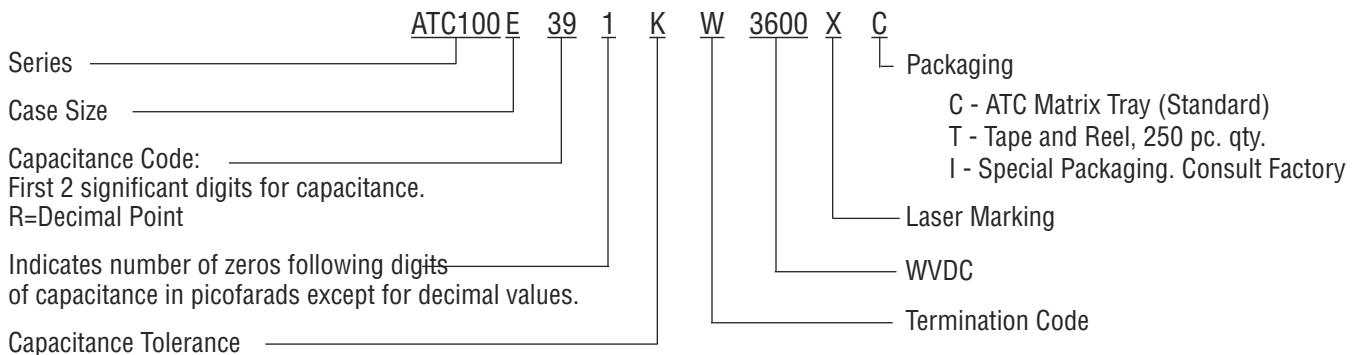 ATC100 E 39 1 K W 3600 X C
Series
Case Size
Capacitance Code:
First 2 significant digits for capacitance.
R=Decimal Point
Indicates number of zeros following digits
of capacitance in picofarads except for decimal values.
Capacitance Tolerance
Packaging
C - ATC Matrix Tray (Standard)
T - Tape and Reel, 250 pc. qty.
I - Special Packaging. Consult Factory
Laser Marking
WVDC
Termination Code